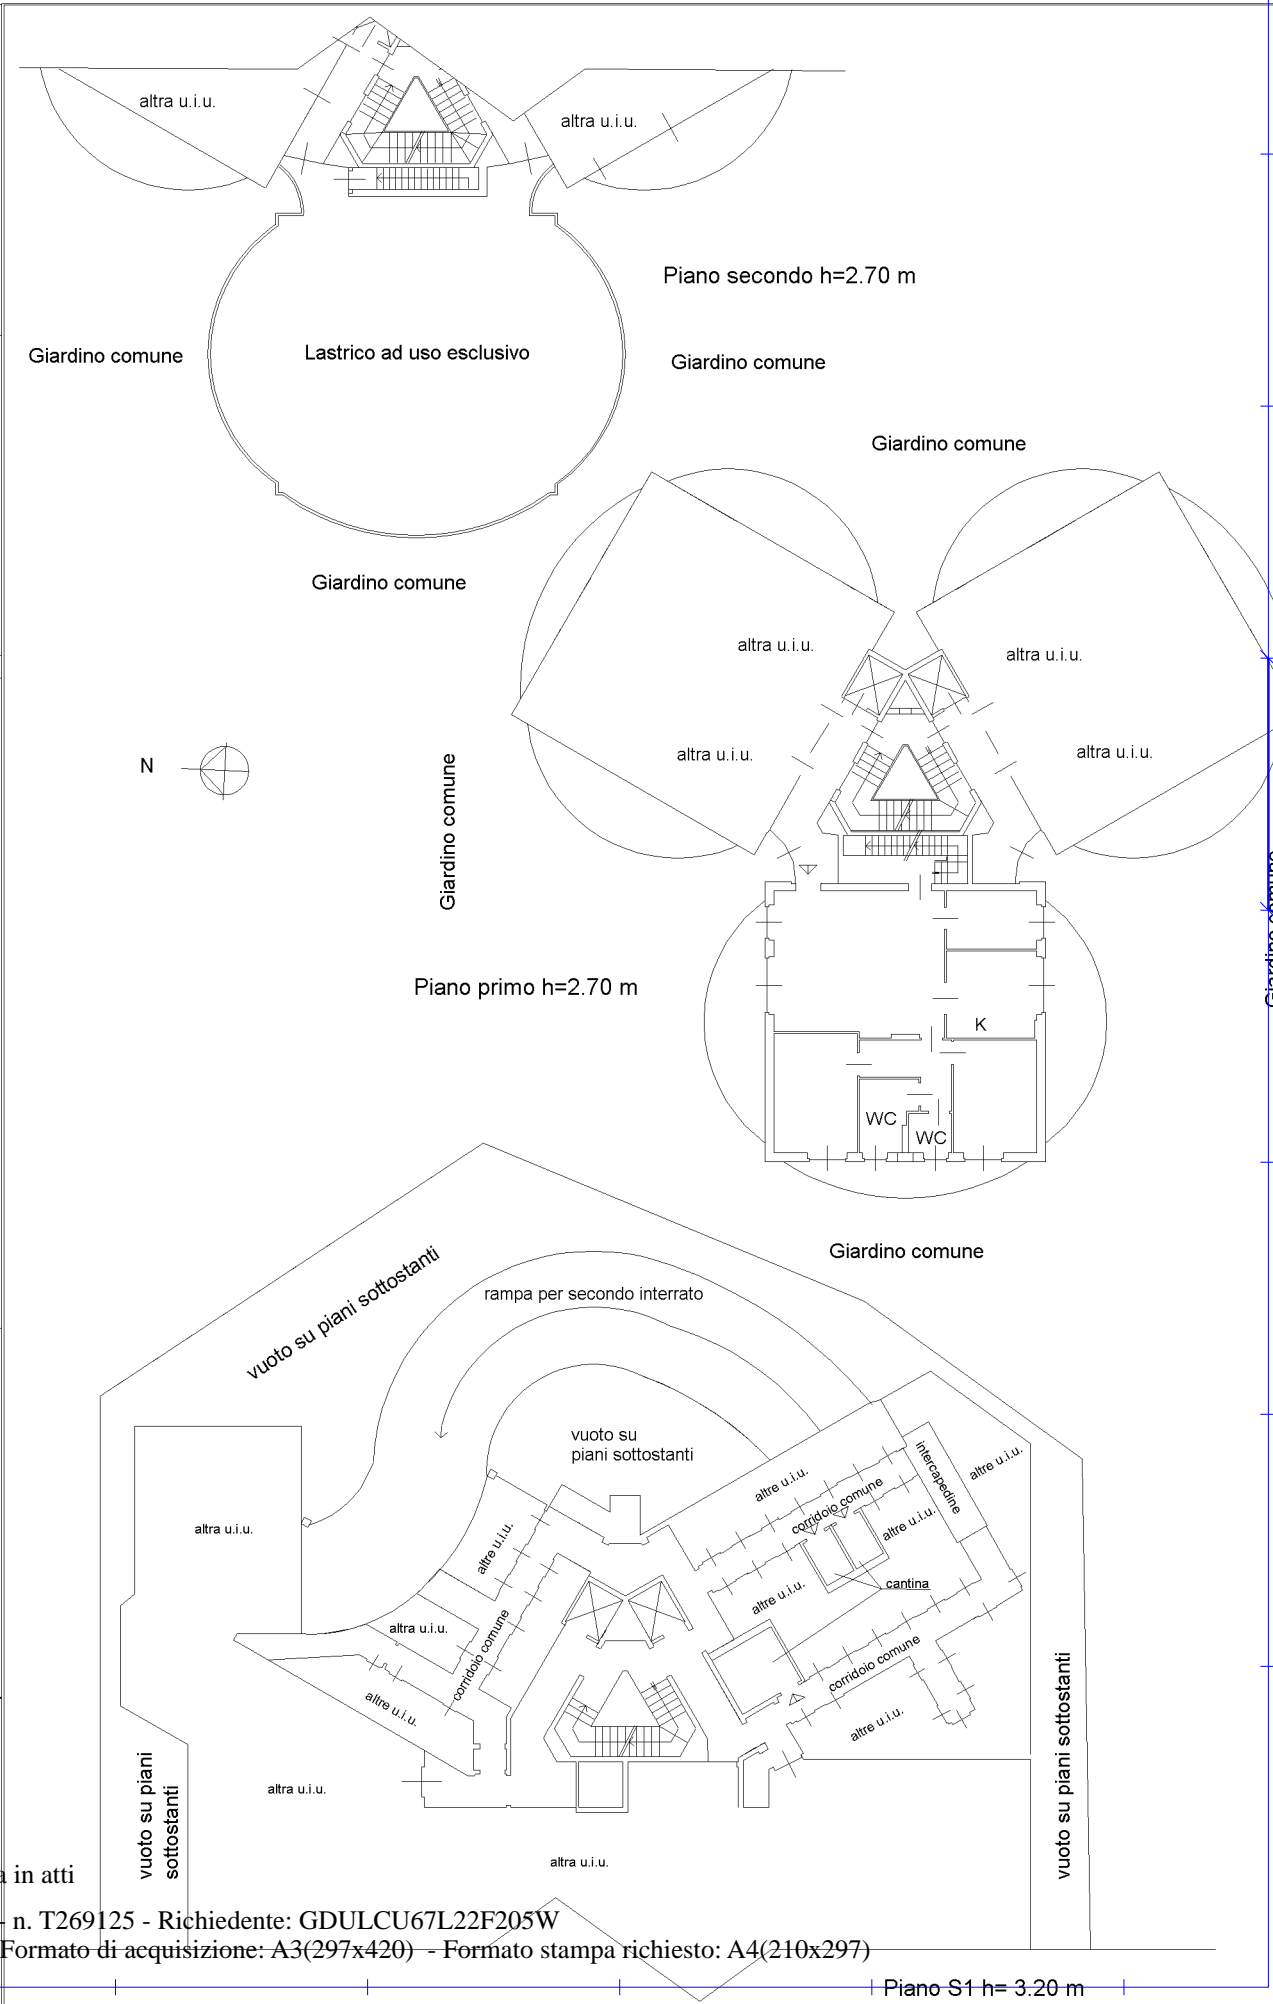 altra u.i.u.
altra u.i.u.
Piano secondo h=2.70 m
Giardino comune
Lastrico ad uso esclusivo
Giardino comune
Giardino comune
Giardino comune
altra u.i.u.
altra u.i.u.
altra u.i.u.
altra u.i.u.
N
Giardino comune
Giardino comune
Piano primo h=2.70 m
K
WC
WC
Giardino comune
vuoto su piani sottostanti
rampa per secondo interrato
vuoto su
piani sottostanti
altre u.i.u.
corridoio comune
intercapedine
altre u.i.u.
altre u.i.u.
altra u.i.u.
altre u.i.u.
cantina
altre u.i.u.
altra u.i.u.
corridoio comune
corridoio comune
altre u.i.u.
altre u.i.u.
vuoto su piani sottostanti
vuoto su piani
sottostanti
altra u.i.u.
altra u.i.u.
in atti
n. T269125 - Richiedente: GDULCU67L22F205W
Formato di acquisizione: A3(297x420) - Formato stampa richiesto: A4(210x297)
Piano S1 h= 3.20 m